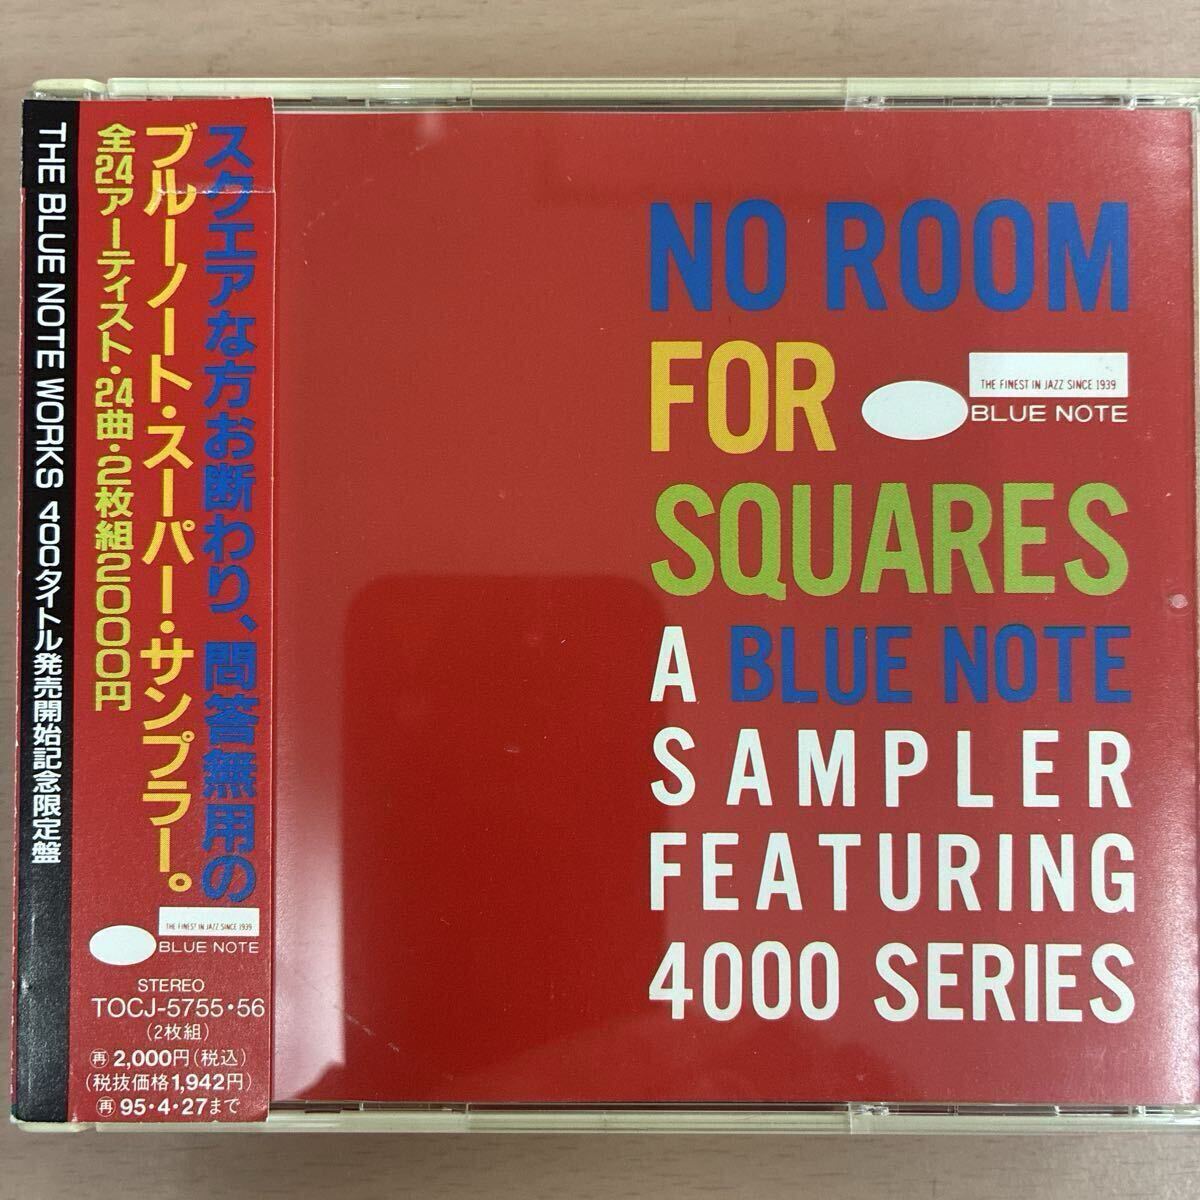 THE BLUE NOTE WORKS 400タイトル発売開始記念限定盤
スクエアな方お断わり、問答無用の
ブルーノート・スーパー・サンプラー。
全24アーティスト・24曲・2枚組2000円
THE FINEST IN JAZZ SINCE 1939
BLUE NOTE
STEREO
TOCJ-5755・56
(2枚組)
再 2,000円(税込)
(税抜価格1,942円)
再 95・4・27まで
NO ROOM
FOR
THE FINEST IN JAZZ SINCE 1939
BLUE NOTE
SQUARES
A BLUE NOTE
SAMPLER
FEATURING
4000 SERIES